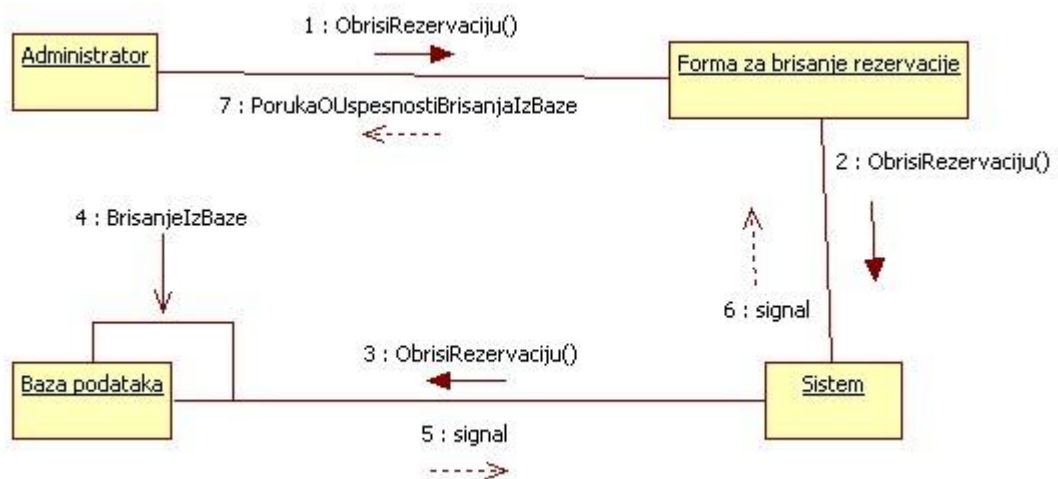 1 : ObrisiRezervaciju()
Administrator
Forma za brisanje rezervacije
7 : PorukaOUspesnostiBrisanjaIzBaze
2 : ObrisiRezervaciju()
4 : BrisanjeIzBaze
6 : signal
3 : ObrisiRezervaciju()
Baza podataka
Sistem
5 : signal